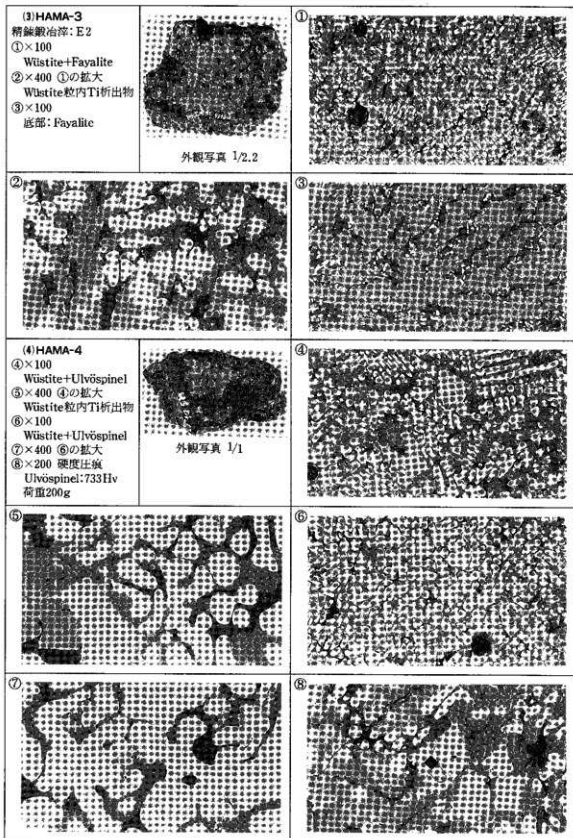 (3)HAMA-3
精錬鍛冶滓:E2
①×100
Wüstite+Fayalite
②×400 ①の拡大
Wüstite粒内Ti析出物
③×100
底部:Fayalite
外観写真 1/2.2
①
②
③
(4)HAMA-4
④×100
Wüstite+Ulvöspinel
⑤×400 ④の拡大
Wüstite粒内Ti析出物
⑥×100
Wüstite+Ulvöspinel
⑦×400 ⑥の拡大
⑧×200 硬度圧痕
Ulvöspinel:733Hv
荷重200g
外観写真 1/1
④
⑤
⑥
⑦
⑧